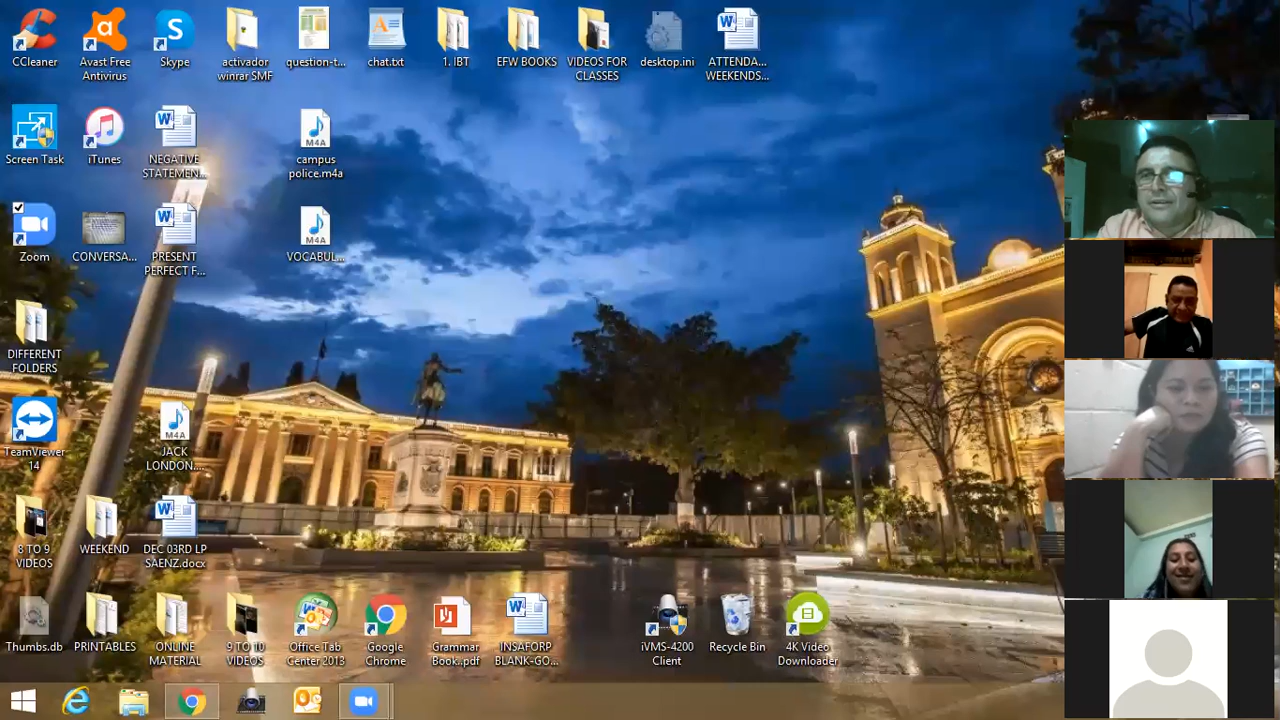 CCleaner
Avast Free
Antivirus
Skype
activador
winrar SMF
question-t...
chat.txt
1. IBT
EFW BOOKS
VIDEOS FOR
CLASSES
desktop.ini
ATTENDA...
WEEKENDS...
Screen Task
iTunes
NEGATIVE
STATEMEN...
M4A
campus
police.m4a
Zoom
CONVERSA...
PRESENT
PERFECT F...
M4A
VOCABUL...
DIFFERENT
FOLDERS
TeamViewer
14
M4A
JACK
LONDON....
8 TO 9
VIDEOS
WEEKEND
DEC 03RD LP
SAENZ.docx
Thumbs.db
PRINTABLES
ONLINE
MATERIAL
9 TO 10
VIDEOS
Office Tab
Center 2013
Google
Chrome
Grammar
Book..pdf
INSAFORP
BLANK-GO...
iVMS-4200
Client
Recycle Bin
4K Video
Downloader